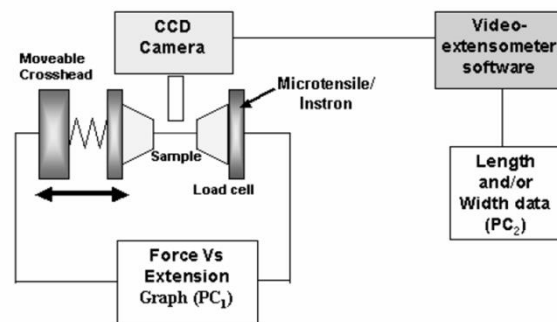 CCD
Camera
Video-
extensometer
software
Moveable
Crosshead
Microtensile/
Instron
Sample
Load cell
Length
and/or
Width data
(PC2)
Force Vs
Extension
Graph (PC1)